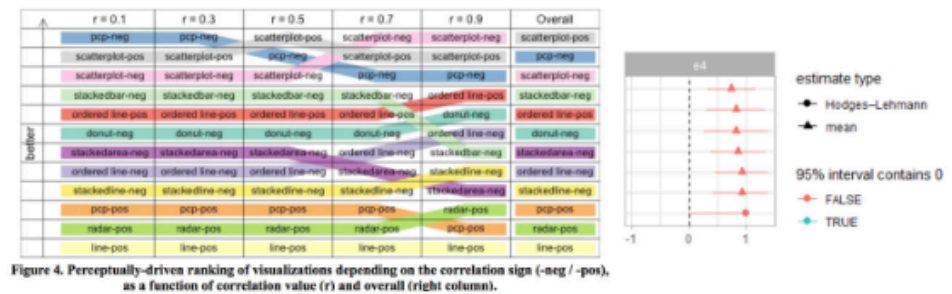 r = 0.1 r = 0.3 r = 0.5 r = 0.7 r = 0.9 Overall
pcp-neg pcp-neg scatterplot-pos scatterplot-neg scatterplot-neg scatterplot-pos
scatterplot-pos scatterplot-pos pcp-neg scatterplot-pos scatterplot-pos pcp-neg
scatterplot-neg scatterplot-neg scatterplot-neg pcp-neg pcp-neg scatterplot-neg
stackedbar-neg stackedbar-neg stackedbar-neg stackedbar-neg ordered line-pos stackedbar-neg
ordered line-pos ordered line-pos ordered line-pos ordered line-pos donut-neg ordered line-pos
donut-neg donut-neg donut-neg donut-neg ordered line-neg donut-neg
stackedarea-neg stackedarea-neg stackedarea-neg ordered line-neg stackedbar-neg stackedarea-neg
ordered line-neg ordered line-neg ordered line-neg stackedarea-neg stackedline-neg ordered line-neg
stackedline-neg stackedline-neg stackedline-neg stackedline-neg stackedarea-neg stackedline-neg
pcp-pos pcp-pos pcp-pos pcp-pos radar-pos pcp-pos
radar-pos radar-pos radar-pos radar-pos pcp-pos radar-pos
line-pos line-pos line-pos line-pos line-pos line-pos
better
Figure 4. Perceptually-driven ranking of visualizations depending on the correlation sign (-neg / -pos),
as a function of correlation value (r) and overall (right column).
e4
-1 0 1
estimate type
Hodges-Lehmann
mean
95% interval contains 0
FALSE
TRUE